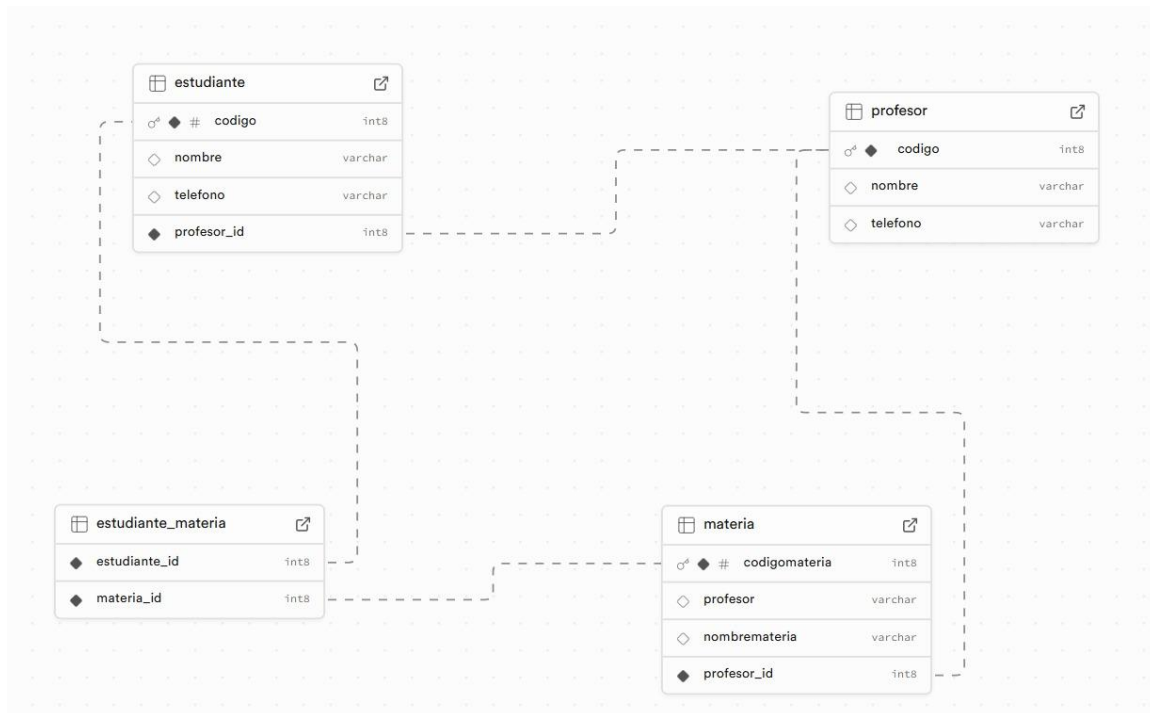 estudiante
# codigo int8
nombre varchar
telefono varchar
profesor_id int8
profesor
codigo int8
nombre varchar
telefono varchar
estudiante_materia
estudiante_id int8
materia_id int8
materia
# codigomateria int8
profesor varchar
nombremateria varchar
profesor_id int8